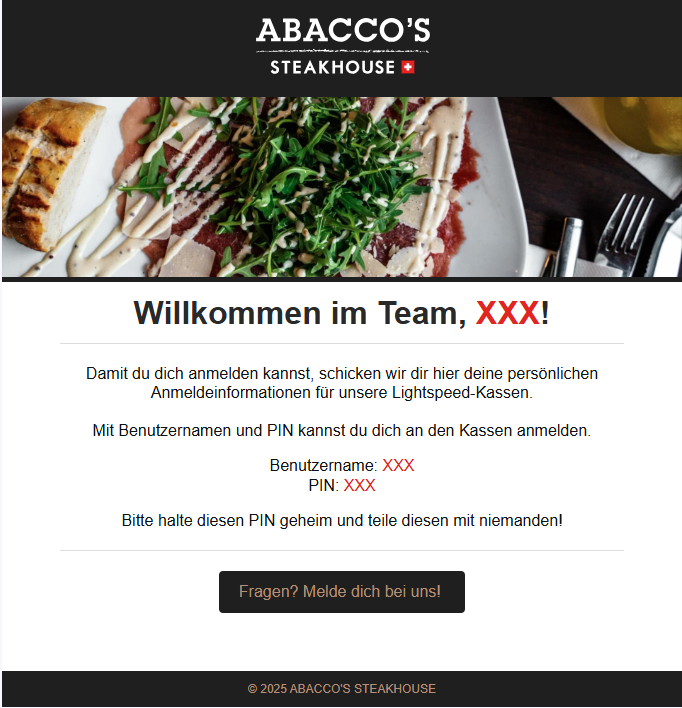 ABACCO'S
STEAKHOUSE
Willkommen im Team, XXX!
Damit du dich anmelden kannst, schicken wir dir hier deine persönlichen
Anmeldeinformationen für unsere Lightspeed-Kassen.
Mit Benutzernamen und PIN kannst du dich an den Kassen anmelden.
Benutzername: XXX
PIN: XXX
Bitte halte diesen PIN geheim und teile diesen mit niemanden!
Fragen? Melde dich bei uns!
© 2025 ABACCO'S STEAKHOUSE